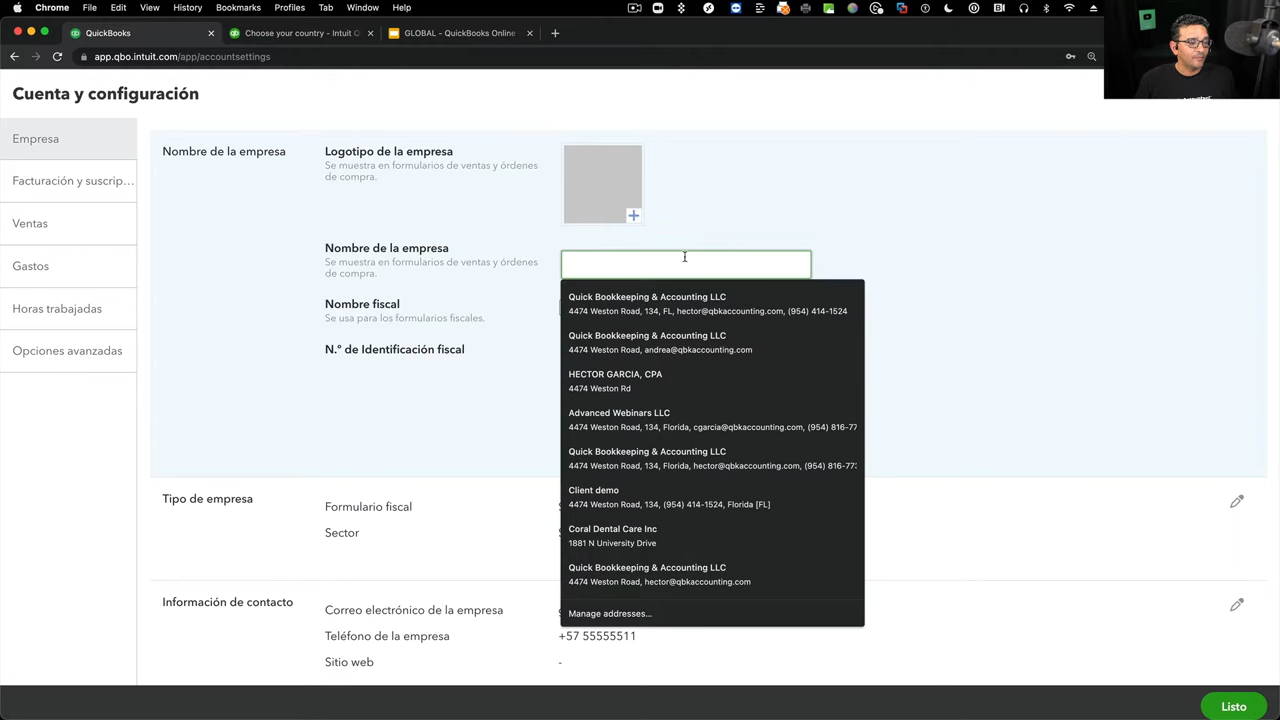 Chrome File Edit View History Bookmarks Profiles Tab Window Help
QuickBooks
Choose your country - Intuit Q
GLOBAL - QuickBooks Online
app.qbo.intuit.com/app/accountsettings
Cuenta y configuración
Empresa
Facturación y suscrip...
Ventas
Gastos
Horas trabajadas
Opciones avanzadas
Nombre de la empresa
Logotipo de la empresa
Se muestra en formularios de ventas y órdenes
de compra.
Nombre de la empresa
Se muestra en formularios de ventas y órdenes
de compra.
Nombre fiscal
Se usa para los formularios fiscales.
N.° de Identificación fiscal
Quick Bookkeeping & Accounting LLC
4474 Weston Road, 134, FL, hector@qbkaccounting.com, (954) 414-1524
Quick Bookkeeping & Accounting LLC
4474 Weston Road, andrea@qbkaccounting.com
HECTOR GARCIA, CPA
4474 Weston Rd
Advanced Webinars LLC
4474 Weston Road, 134, Florida, cgarcia@qbkaccounting.com, (954) 816-77
Quick Bookkeeping & Accounting LLC
4474 Weston Road, 134, Florida, hector@qbkaccounting.com, (954) 816-773
Client demo
4474 Weston Road, 134, (954) 414-1524, Florida [FL]
Coral Dental Care Inc
1881 N University Drive
Quick Bookkeeping & Accounting LLC
4474 Weston Road, hector@qbkaccounting.com
Manage addresses...
Tipo de empresa
Formulario fiscal
Sector
Información de contacto
Correo electrónico de la empresa
Teléfono de la empresa
+57 55555511
Sitio web
-
Listo